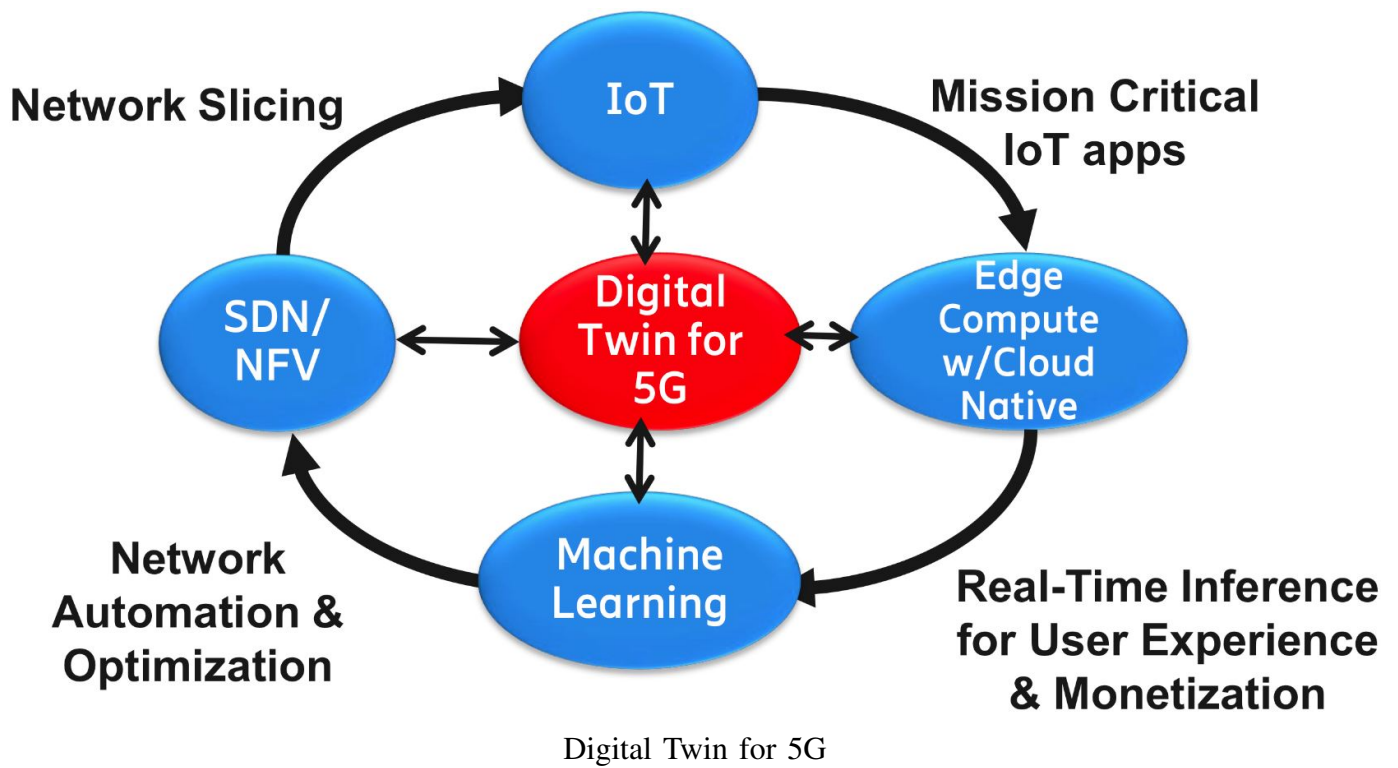 Network Slicing
IoT
Mission Critical
IoT apps
SDN/
NFV
Digital
Twin for
5G
Edge
Compute
w/Cloud
Native
Network
Automation &
Optimization
Machine
Learning
Real-Time Inference
for User Experience
& Monetization
Digital Twin for 5G